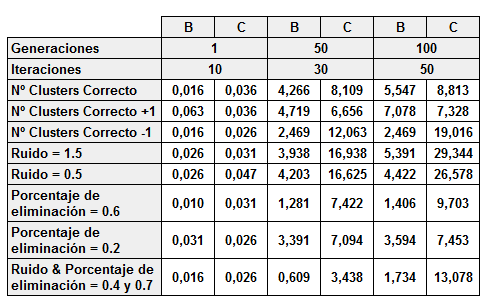 B C B C B C
Generaciones 1 50 100
Iteraciones 10 30 50
Nº Clusters Correcto 0,016 0,036 4,266 8,109 5,547 8,813
Nº Clusters Correcto +1 0,063 0,036 4,719 6,656 7,078 7,328
Nº Clusters Correcto -1 0,016 0,026 2,469 12,063 2,469 19,016
Ruido = 1.5 0,026 0,031 3,938 16,938 5,391 29,344
Ruido = 0.5 0,026 0,047 4,203 16,625 4,422 26,578
Porcentaje de
eliminación = 0.6 0,010 0,031 1,281 7,422 1,406 9,703
Porcentaje de
eliminación = 0.2 0,031 0,026 3,391 7,094 3,594 7,453
Ruido & Porcentaje de
eliminación = 0.4 y 0.7 0,016 0,026 0,609 3,438 1,734 13,078